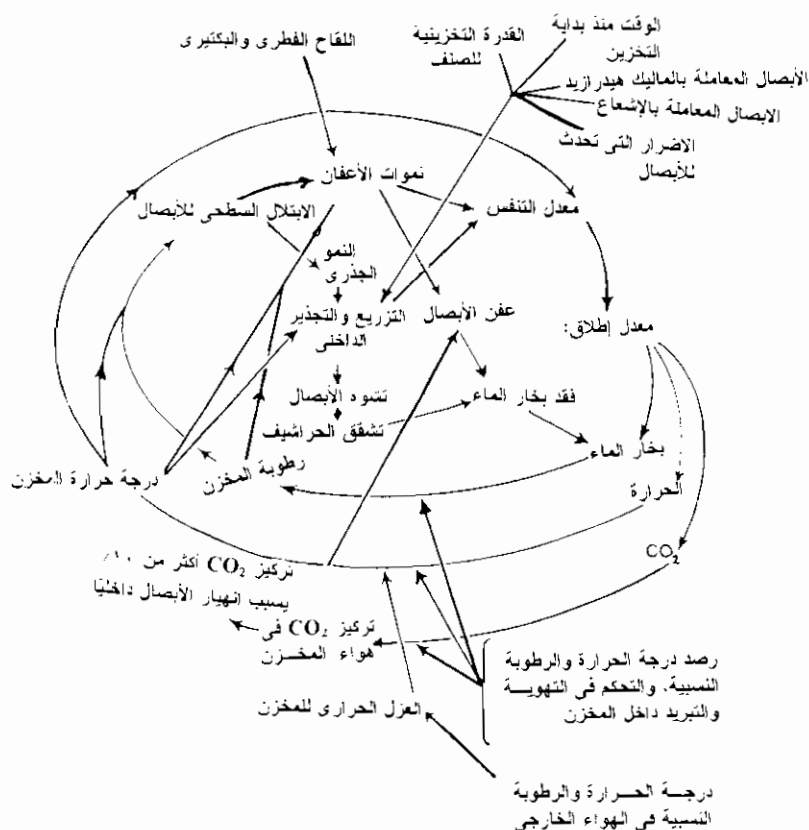 الوقت منذ بداية
التخزين
القدرة التخزينية
للصنف
اللقاح الفطرى والبكتيرى
الأبصال المعاملة بالماليك هيدرازيد
الابصال المعاملة بالإشعاع
الاضرار التى تحدث
للأبصال
نموات الأعفان
معدل التنفس
الابتلال السطحى للأبصال
النمو
الجذرى
التزريع والتجذير
الداخلى
عفن الأبصال
معدل إطلاق:
تشوه الأبصال
تشقق الحراشيف
فقد بخار الماء
بخار الماء
رطوبة المخزن
درجة حرارة المخزن
الحرارة
CO2
تركيز CO2 أكثر من ١٠٪
يسبب انهيار الأبصال داخليًا
تركيز CO2 فى
هواء المخزن
رصد درجة الحرارة والرطوبة
النسبية، والتحكم فى التهوية
والتبريد داخل المخزن
العزل الحرارى للمخزن
درجة الحرارة والرطوبة
النسبية فى الهواء الخارجى